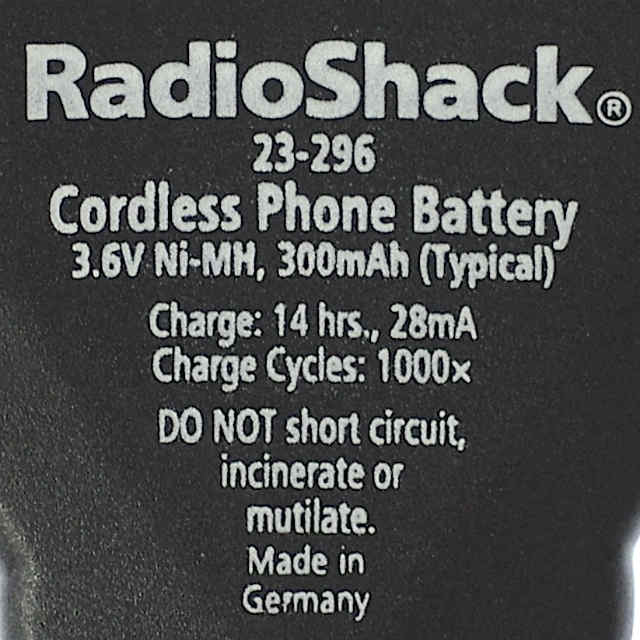 RadioShack®
23-296
Cordless Phone Battery
3.6V Ni-MH, 300mAh (Typical)
Charge: 14 hrs., 28mA
Charge Cycles: 1000x
DO NOT short circuit,
incinerate or
mutilate.
Made in
Germany